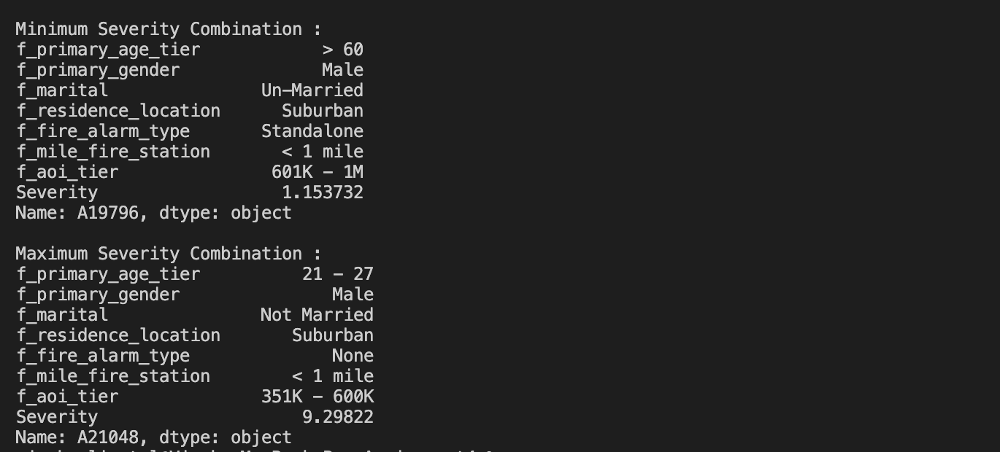 Minimum Severity Combination :
f_primary_age_tier > 60
f_primary_gender Male
f_marital Un-Married
f_residence_location Suburban
f_fire_alarm_type Standalone
f_mile_fire_station < 1 mile
f_aoi_tier 601K - 1M
Severity 1.153732
Name: A19796, dtype: object
Maximum Severity Combination :
f_primary_age_tier 21 - 27
f_primary_gender Male
f_marital Not Married
f_residence_location Suburban
f_fire_alarm_type None
f_mile_fire_station < 1 mile
f_aoi_tier 351K - 600K
Severity 9.29822
Name: A21048, dtype: object